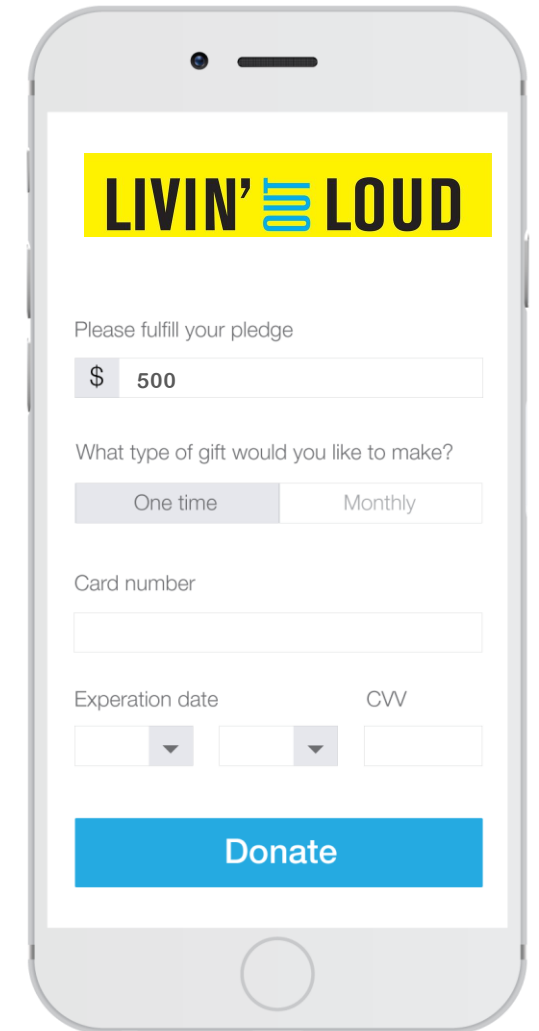 LIVIN' OUT LOUD
Please fulfill your pledge
$ 500
What type of gift would you like to make?
One time Monthly
Card number
Experation date CVV
Donate